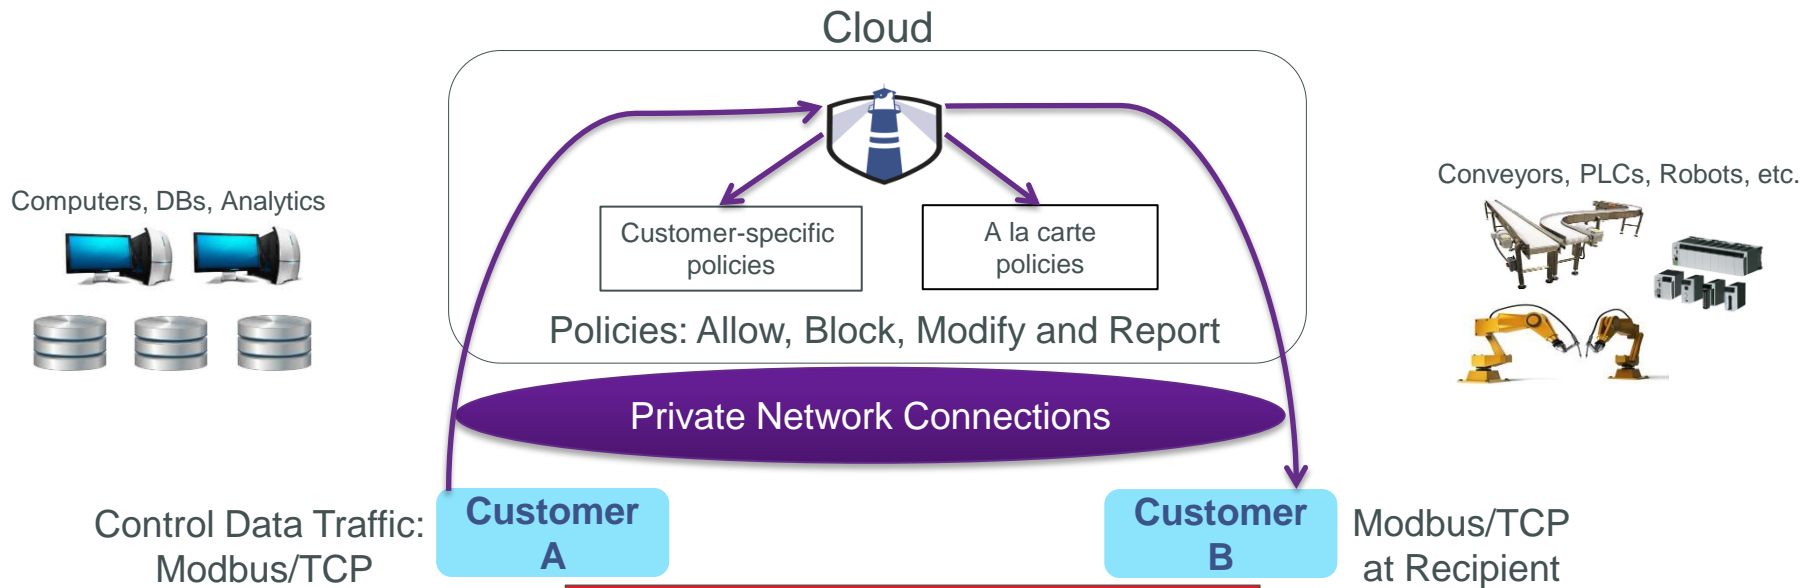 Cloud
Computers, DBs, Analytics
Conveyors, PLCs, Robots, etc.
Customer-specific
policies
A la carte
policies
Policies: Allow, Block, Modify and Report
Private Network Connections
Control Data Traffic:
Modbus/TCP
Customer
A
Customer
B
Modbus/TCP
at Recipient